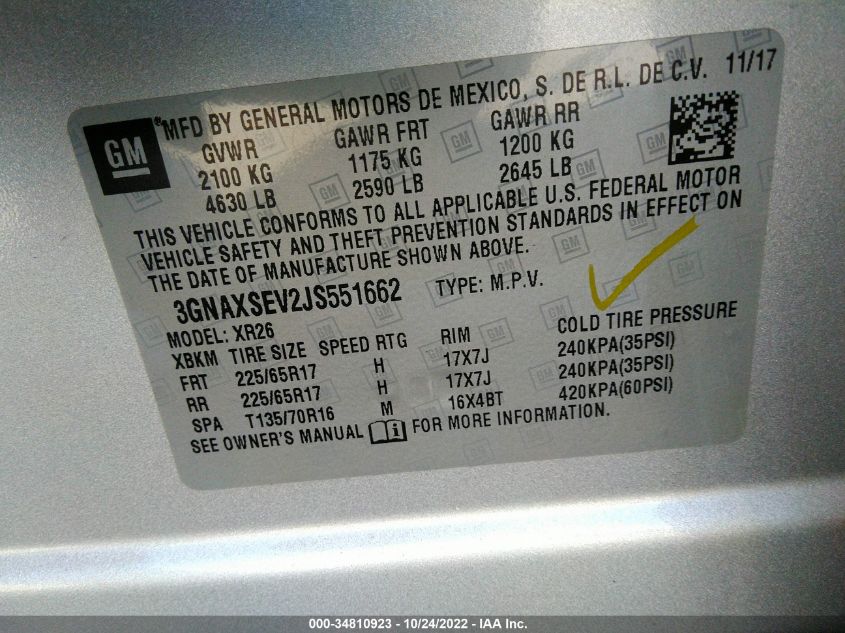 GM
®MFD BY GENERAL MOTORS DE MEXICO, S. DE R.L. DE C.V. 11/17
GVWR GAWR FRT GAWR RR
2100 KG 1175 KG 1200 KG
4630 LB 2590 LB 2645 LB
THIS VEHICLE CONFORMS TO ALL APPLICABLE U.S. FEDERAL MOTOR
VEHICLE SAFETY AND THEFT PREVENTION STANDARDS IN EFFECT ON
THE DATE OF MANUFACTURE SHOWN ABOVE.
3GNAXSEV2JS551662 TYPE: M.P.V.
MODEL: XR26
XBKM TIRE SIZE SPEED RTG RIM COLD TIRE PRESSURE
FRT 225/65R17 H 17X7J 240KPA(35PSI)
RR 225/65R17 H 17X7J 240KPA(35PSI)
SPA T135/70R16 M 16X4BT 420KPA(60PSI)
SEE OWNER'S MANUAL FOR MORE INFORMATION.
000-34810923 - 10/24/2022 - IAA Inc.